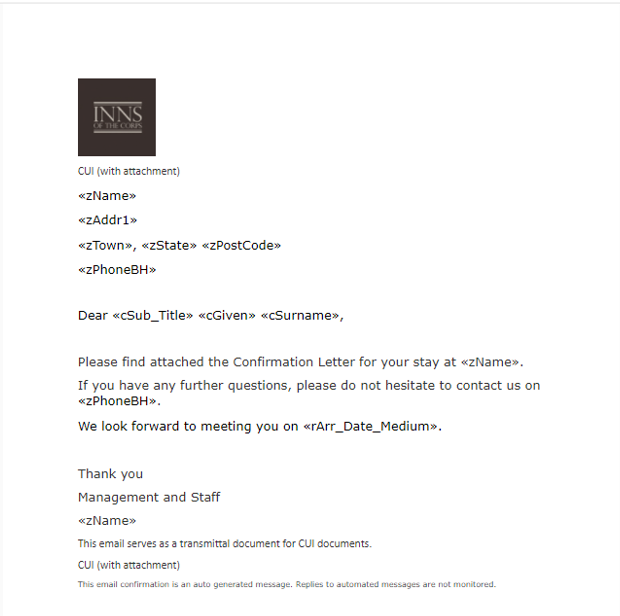 INNS
OF THE CORPS
CUI (with attachment)
«zName»
«zAddr1»
«zTown», «zState» «zPostCode»
«zPhoneBH»
Dear «cSub_Title» «cGiven» «cSurname»,
Please find attached the Confirmation Letter for your stay at «zName».
If you have any further questions, please do not hesitate to contact us on
«zPhoneBH».
We look forward to meeting you on «rArr_Date_Medium».
Thank you
Management and Staff
«zName»
This email serves as a transmittal document for CUI documents.
CUI (with attachment)
This email confirmation is an auto generated message. Replies to automated messages are not monitored.